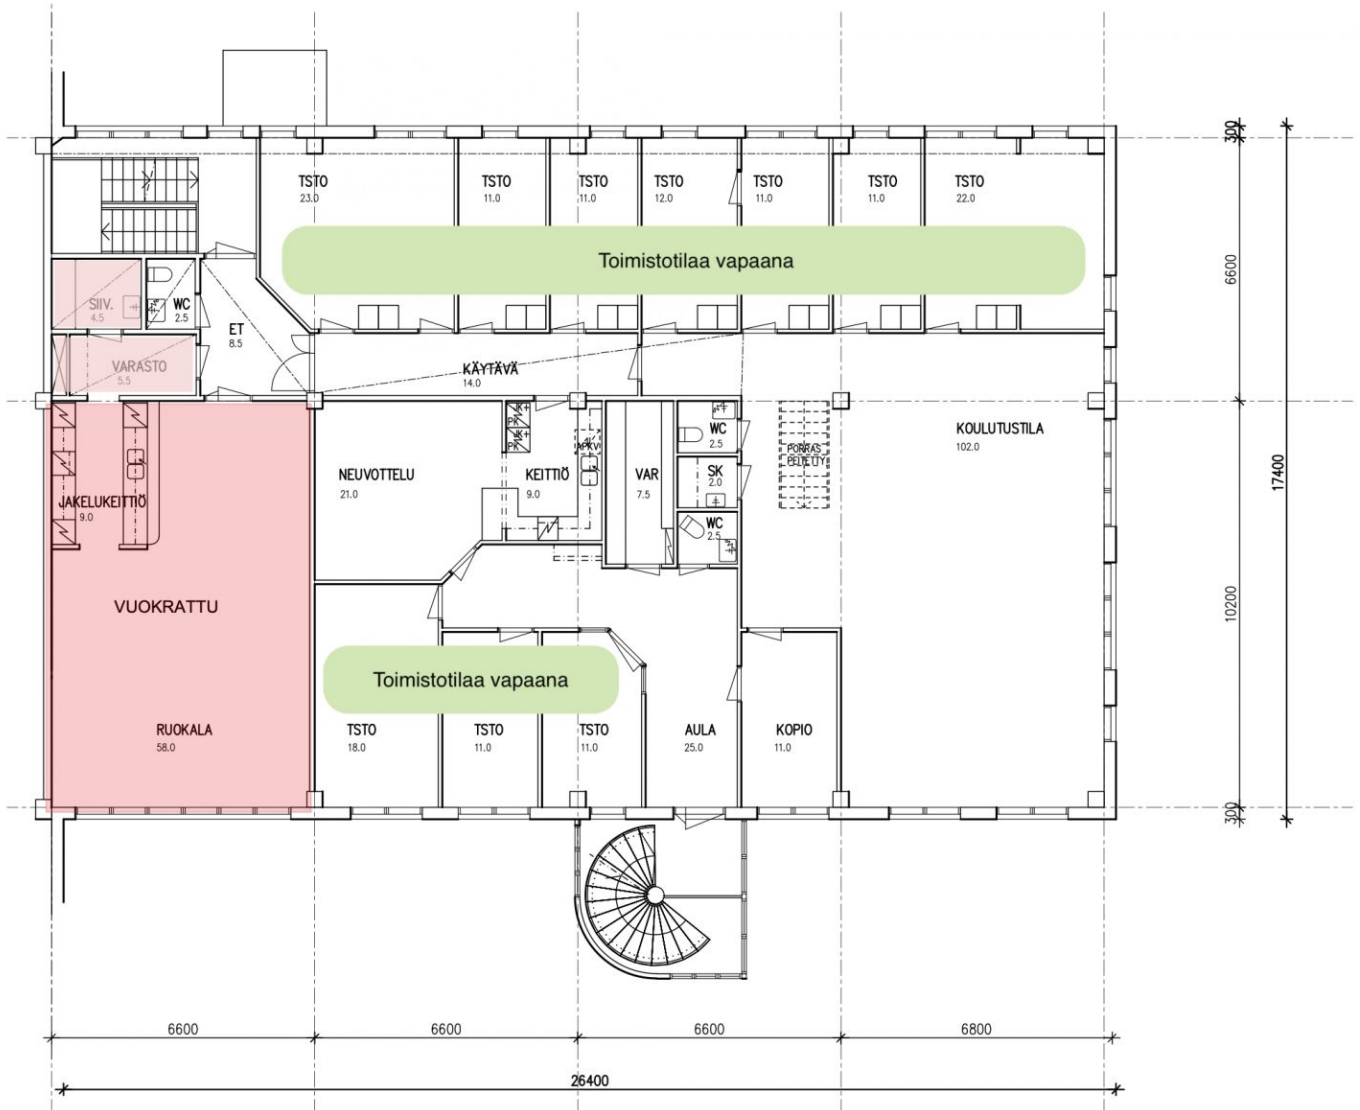 TSTO
23.0
TSTO
11.0
TSTO
11.0
TSTO
12.0
TSTO
11.0
TSTO
11.0
TSTO
22.0
300
Toimistotilaa vapaana
6600
SIIV.
4.5
WC
2.5
ET
8.5
VARASTO
5.5
KÄYTÄVÄ
14.0
JAKELUKEITTIÖ
9.0
NEUVOTTELU
21.0
KEITTIÖ
9.0
APKV
VAR
7.5
WC
2.5
SK
2.0
WC
2.5
PORRAS
PELTETTY
KOULUTUSTILA
102.0
17400
10200
VUOKRATTU
Toimistotilaa vapaana
RUOKALA
58.0
TSTO
18.0
TSTO
11.0
TSTO
11.0
AULA
25.0
KOPIO
11.0
300
6600
6600
6600
6800
26400